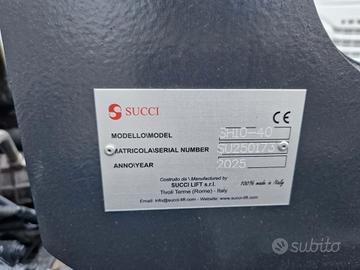 SUCCI
CE
MODELLO\MODEL SH10-40
MATRICOLA\SERIAL NUMBER SU250173
ANNO\YEAR 2025
Costruito da \ Manufactured by
SUCCI LIFT s.r.l. 100% made in Italy
Tivoli Terme (Rome) - Italy
Email: info@succi-lift.com - www.succi-lift.com
subito